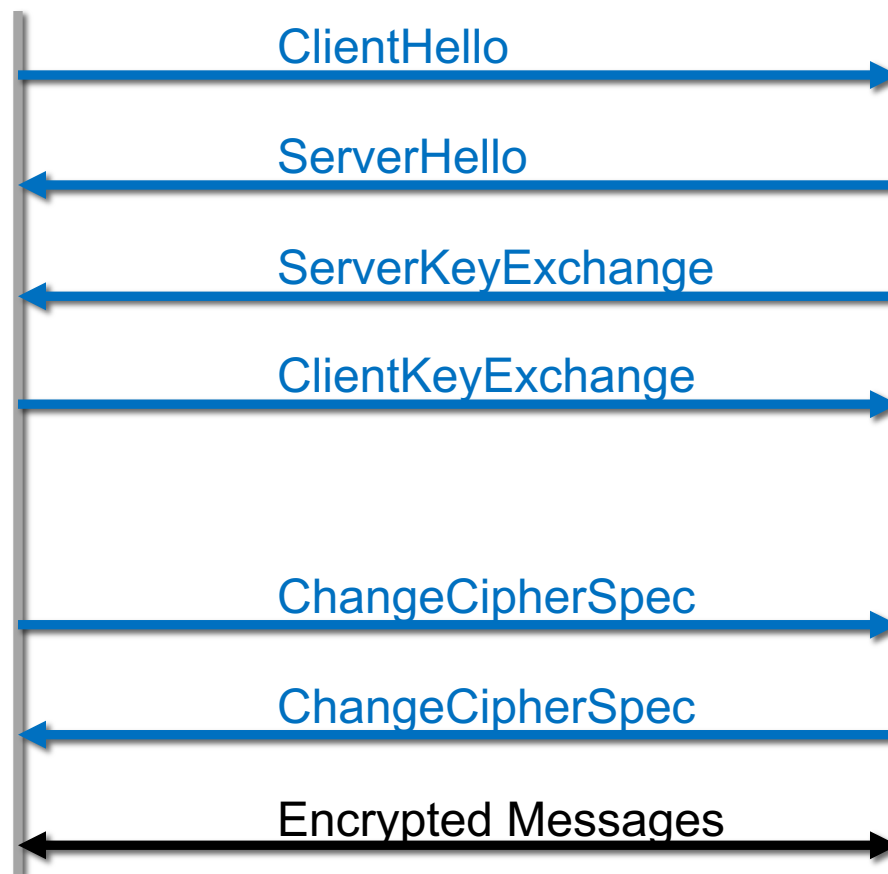 ClientHello
ServerHello
ServerKeyExchange
ClientKeyExchange
ChangeCipherSpec
ChangeCipherSpec
Encrypted Messages